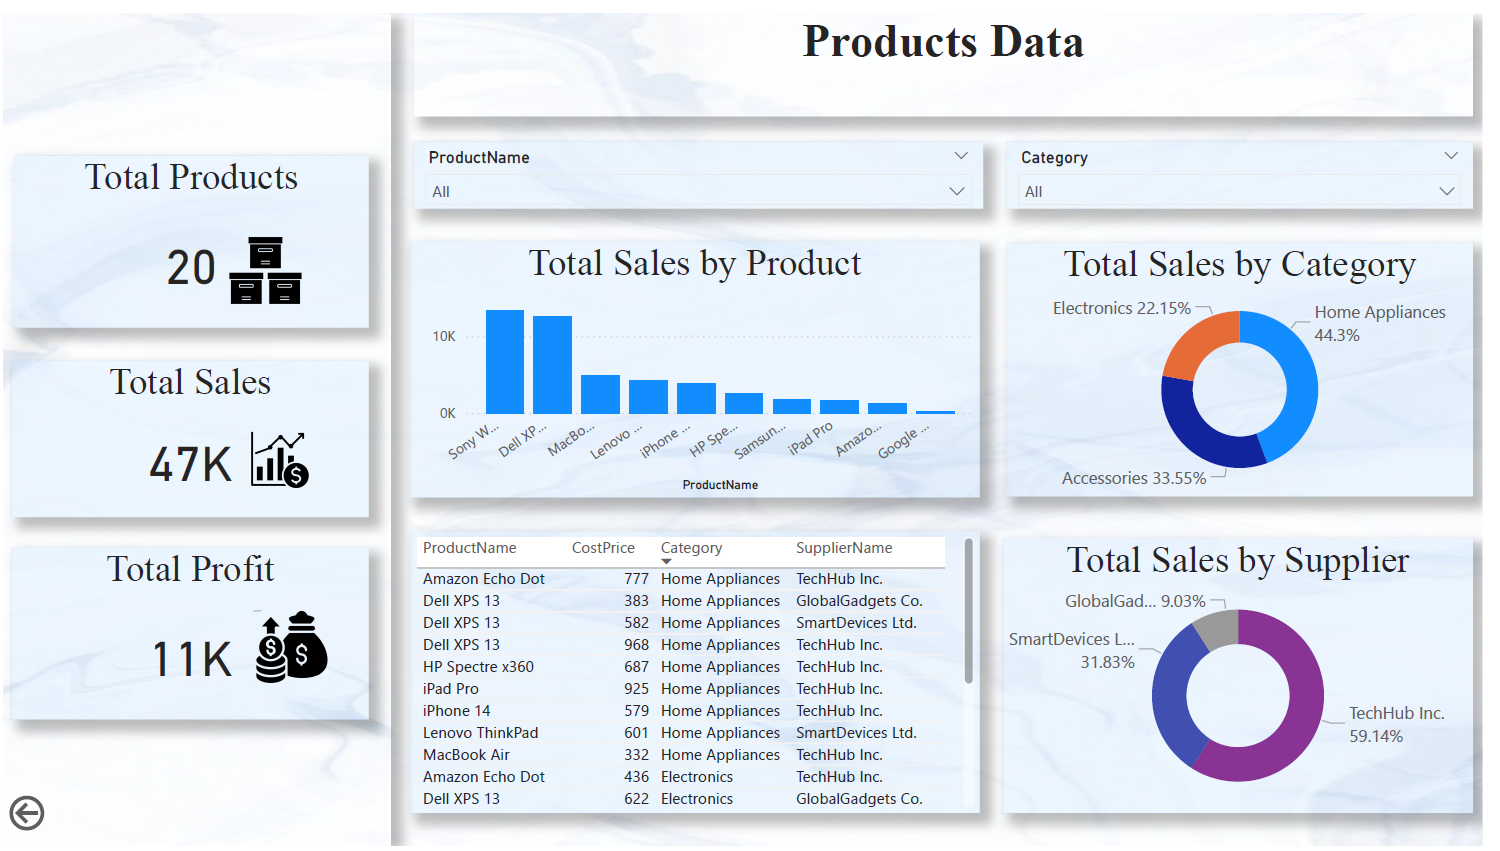 Products Data
Total Products
20
Total Sales
47K
Total Profit
11K
ProductName
All
Category
All
Total Sales by Product
10K
0K
Sony W...
Dell XP...
MacBo...
Lenovo ...
iPhone ...
HP Spe...
Samsun...
iPad Pro
Amazo...
Google ...
ProductName
Total Sales by Category
Electronics 22.15%
Home Appliances
44.3%
Accessories 33.55%
ProductName CostPrice Category SupplierName
Amazon Echo Dot 777 Home Appliances TechHub Inc.
Dell XPS 13 383 Home Appliances GlobalGadgets Co.
Dell XPS 13 582 Home Appliances SmartDevices Ltd.
Dell XPS 13 968 Home Appliances TechHub Inc.
HP Spectre x360 687 Home Appliances TechHub Inc.
iPad Pro 925 Home Appliances TechHub Inc.
iPhone 14 579 Home Appliances TechHub Inc.
Lenovo ThinkPad 601 Home Appliances SmartDevices Ltd.
MacBook Air 332 Home Appliances TechHub Inc.
Amazon Echo Dot 436 Electronics TechHub Inc.
Dell XPS 13 622 Electronics GlobalGadgets Co.
Total Sales by Supplier
GlobalGad... 9.03%
SmartDevices L...
31.83%
TechHub Inc.
59.14%